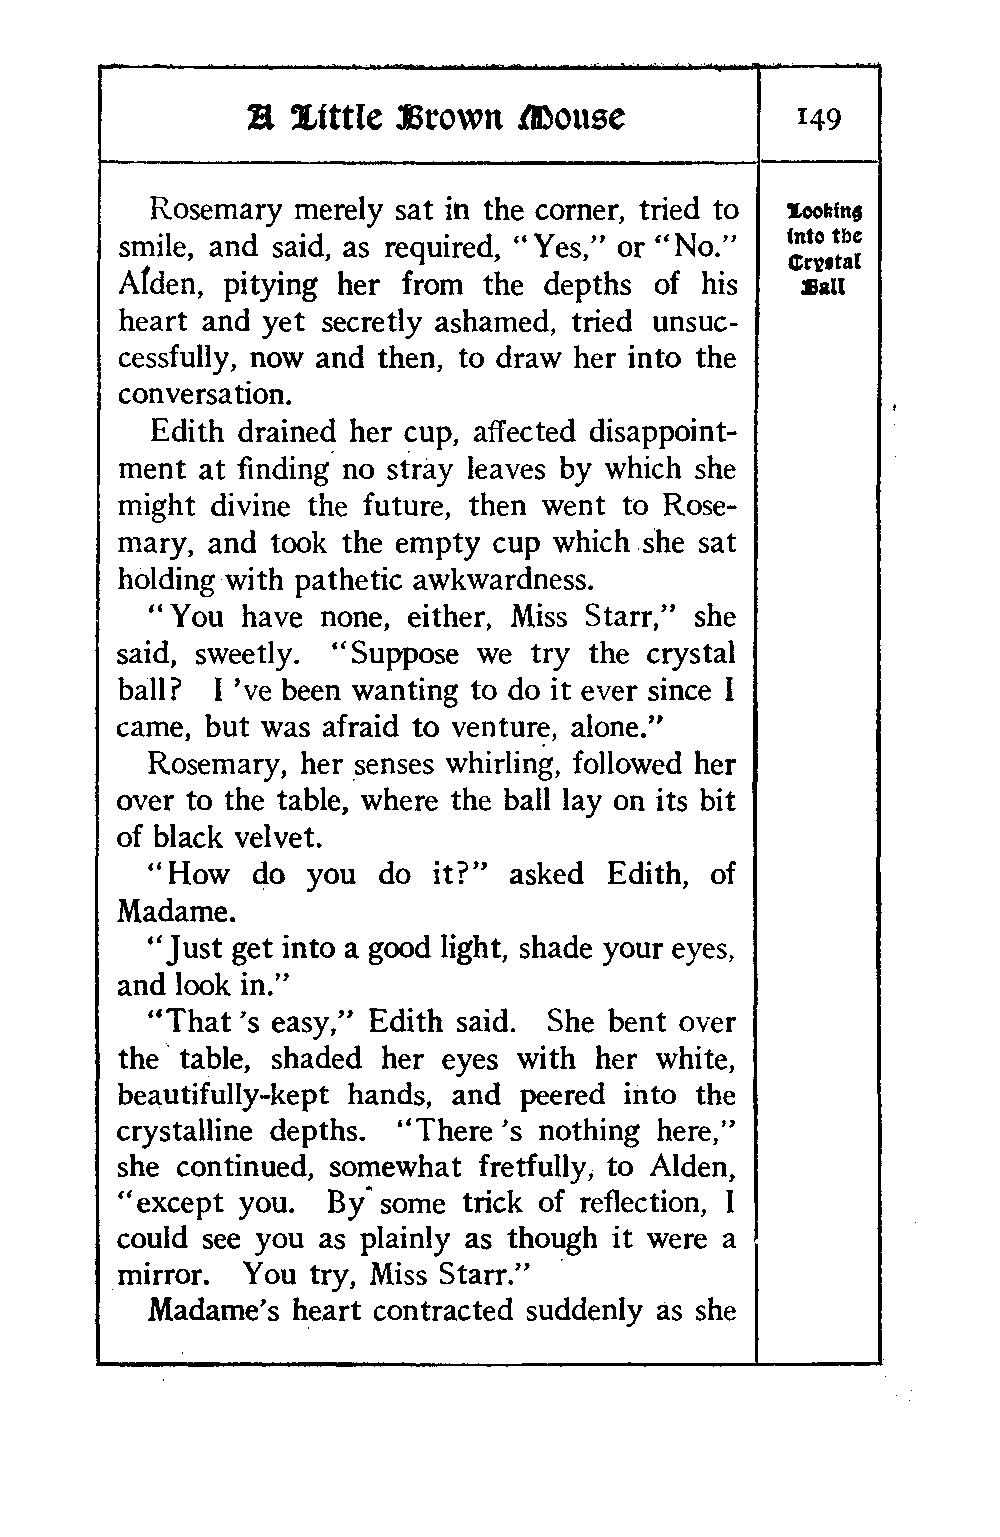 A Little Brown Mouse
149
Looking
into the
Crystal
Ball
Rosemary merely sat in the corner, tried to
smile, and said, as required, “Yes,” or “No.”
Alden, pitying her from the depths of his
heart and yet secretly ashamed, tried unsuc-
cessfully, now and then, to draw her into the
conversation.
Edith drained her cup, affected disappoint-
ment at finding no stray leaves by which she
might divine the future, then went to Rose-
mary, and took the empty cup which she sat
holding with pathetic awkwardness.
“You have none, either, Miss Starr,” she
said, sweetly. “Suppose we try the crystal
ball? I ’ve been wanting to do it ever since I
came, but was afraid to venture, alone.”
Rosemary, her senses whirling, followed her
over to the table, where the ball lay on its bit
of black velvet.
“How do you do it?” asked Edith, of
Madame.
“Just get into a good light, shade your eyes,
and look in.”
“That ’s easy,” Edith said. She bent over
the table, shaded her eyes with her white,
beautifully-kept hands, and peered into the
crystalline depths. “There ’s nothing here,”
she continued, somewhat fretfully, to Alden,
“except you. By some trick of reflection, I
could see you as plainly as though it were a
mirror. You try, Miss Starr.”
Madame’s heart contracted suddenly as she